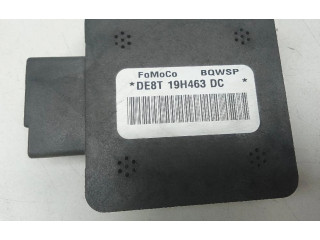 FoMoCo BQWSP
*DE8T 19H463 DC *